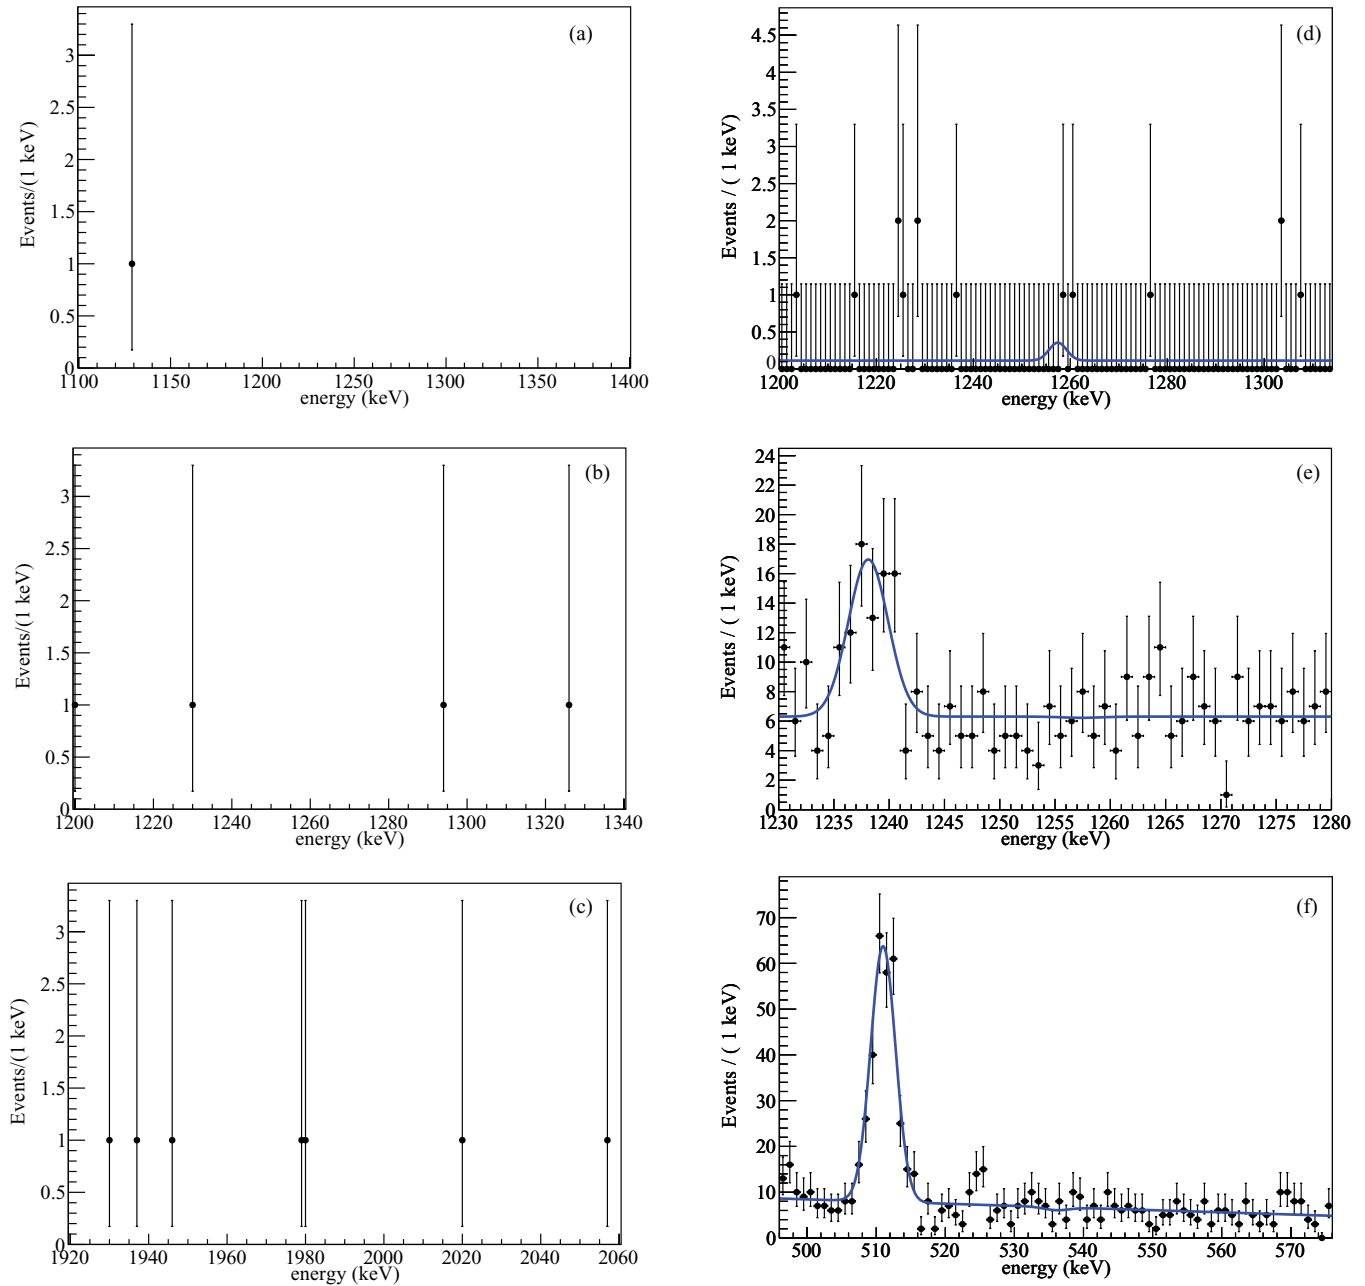 (a)
Events/(1 keV)
3
2.5
2
1.5
1
0.5
0
1100 1150 1200 1250 1300 1350 1400
energy (keV)
(d)
Events / ( 1 keV)
4.5
4
3.5
3
2.5
2
1.5
1
0.5
0
1200 1220 1240 1260 1280 1300
energy (keV)
(b)
Events/(1 keV)
3
2.5
2
1.5
1
0.5
0
1200 1220 1240 1260 1280 1300 1320 1340
energy (keV)
(e)
Events / ( 1 keV)
24
22
20
18
16
14
12
10
8
6
4
2
0
1230 1235 1240 1245 1250 1255 1260 1265 1270 1275 1280
energy (keV)
(c)
Events/(1 keV)
3
2.5
2
1.5
1
0.5
0
1920 1940 1960 1980 2000 2020 2040 2060
energy (keV)
(f)
Events / ( 1 keV)
70
60
50
40
30
20
10
0
500 510 520 530 540 550 560 570
energy (keV)